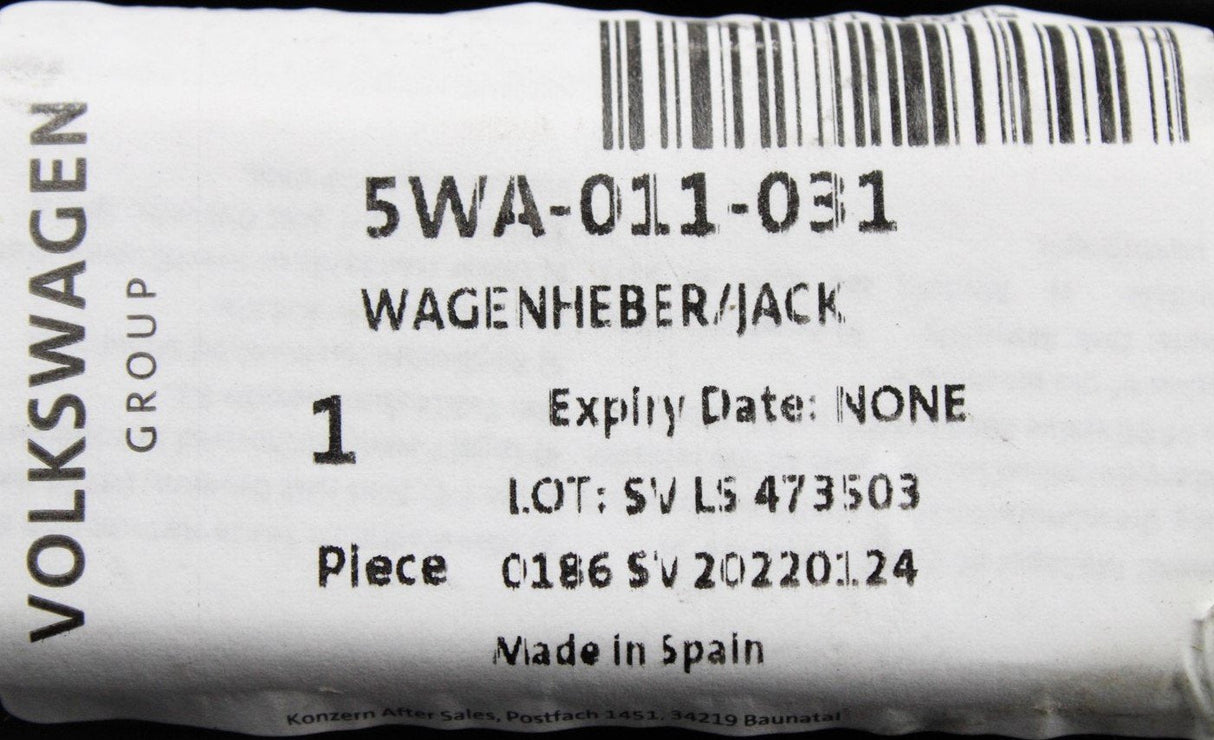 VOLKSWAGEN
GROUP
5WA-011-031
WAGENHEBER/JACK
1
Expiry Date: NONE
LOT: SV LS 473503
Piece 0186 SV 20220124
Made in Spain
Konzern After Sales, Postfach 1451, 34219 Baunatal